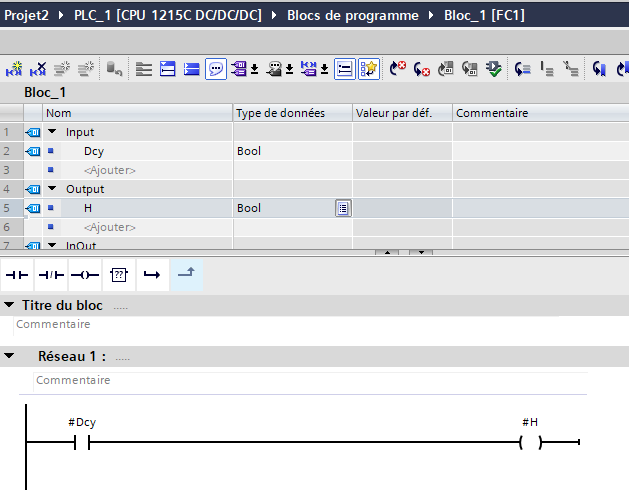 Projet2 ▸ PLC_1 [CPU 1215C DC/DC/DC] ▸ Blocs de programme ▸ Bloc_1 [FC1]
Bloc_1
Nom Type de données Valeur par déf. Commentaire
1 Input
2 Dcy Bool
3 <Ajouter>
4 Output
5 H Bool
6 <Ajouter>
7 InOut
??
Titre du bloc .....
Commentaire
Réseau 1 : .....
Commentaire
#Dcy #H